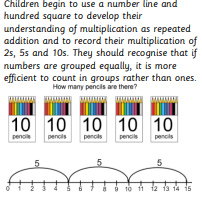 Children begin to use a number line and
hundred square to develop their
understanding of multiplication as repeated
addition and to record their multiplication of
2s, 5s and 10s. They should recognise that if
numbers are grouped equally, it is more
efficient to count in groups rather than ones.
How many pencils are there?
10 10 10 10 10
pencils pencils pencils pencils pencils
5 5 5
0 1 2 3 4 5 6 7 8 9 10 11 12 13 14 15